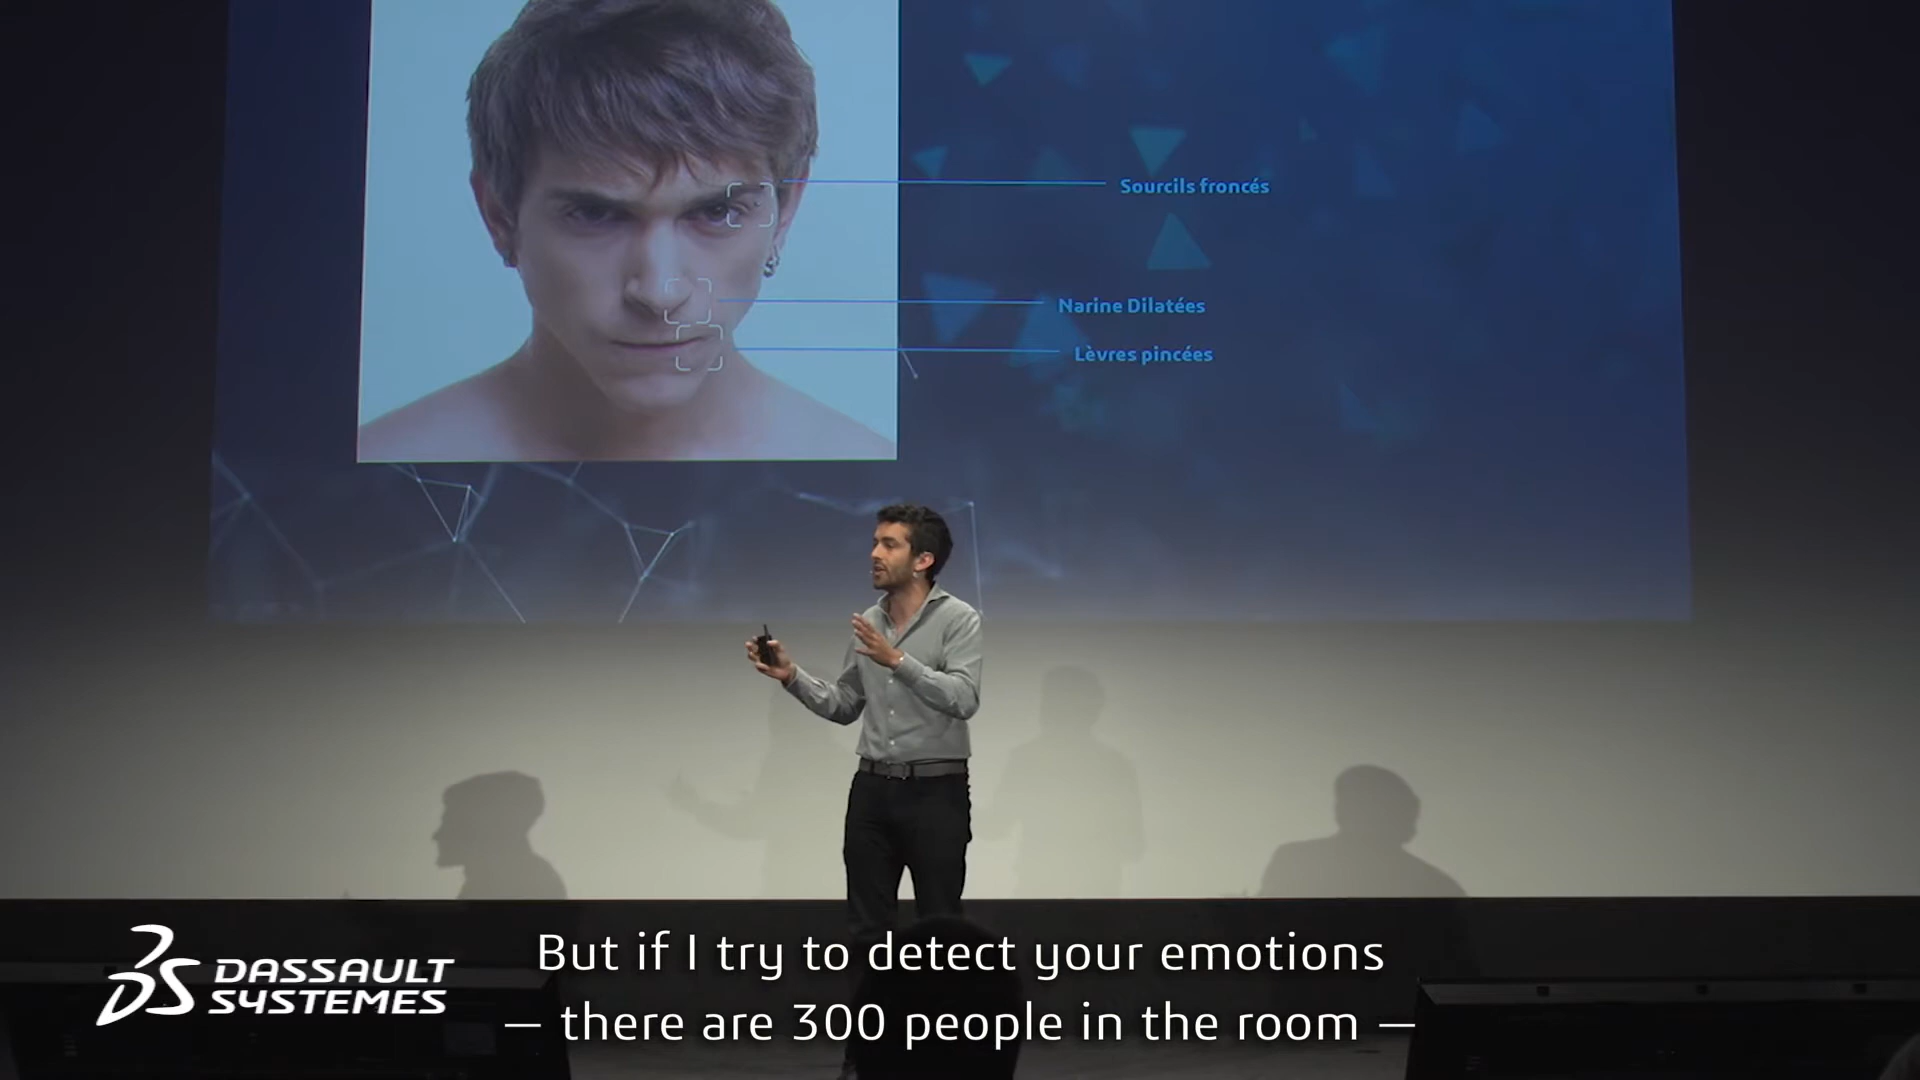 Sourcils froncés
Narine Dilatées
Lèvres pincées
3DS DASSAULT
SYSTEMES
But if I try to detect your emotions
— there are 300 people in the room —